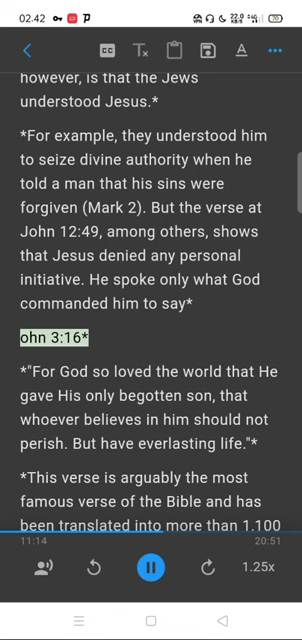 02.42
22.0
KB/S
70
CC
however, is that the Jews
understood Jesus.*
*For example, they understood him
to seize divine authority when he
told a man that his sins were
forgiven (Mark 2). But the verse at
John 12:49, among others, shows
that Jesus denied any personal
initiative. He spoke only what God
commanded him to say*
ohn 3:16*
*"For God so loved the world that He
gave His only begotten son, that
whoever believes in him should not
perish. But have everlasting life."*
*This verse is arguably the most
famous verse of the Bible and has
been translated into more than 1.100
11:14
20:51
1.25x